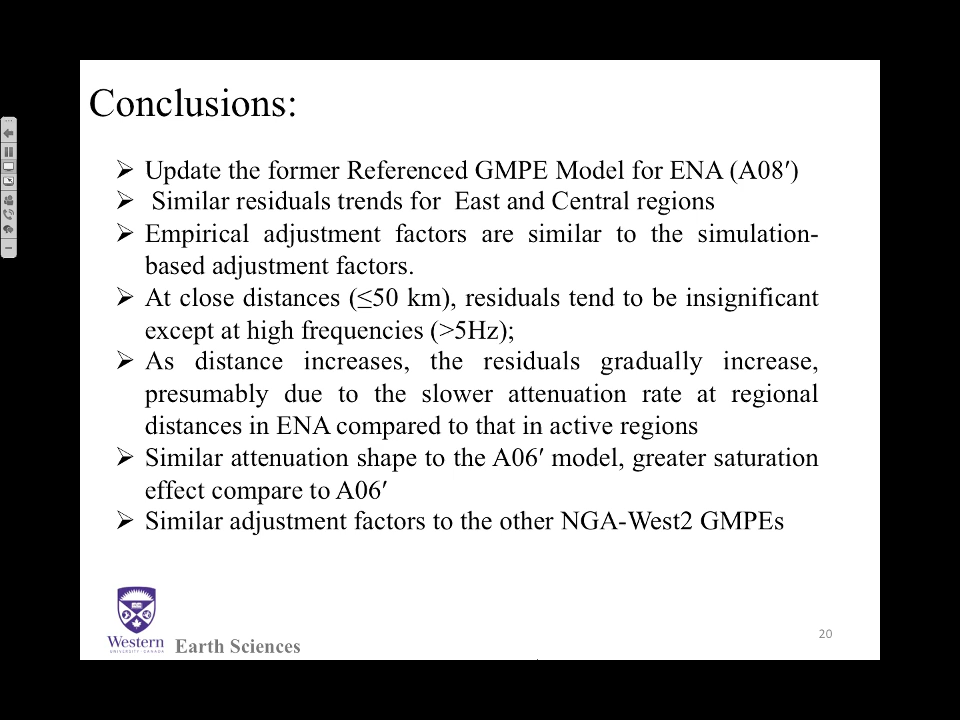 Conclusions:
➢ Update the former Referenced GMPE Model for ENA (A08′)
➢ Similar residuals trends for East and Central regions
➢ Empirical adjustment factors are similar to the simulation-
based adjustment factors.
➢ At close distances (≤50 km), residuals tend to be insignificant
except at high frequencies (>5Hz);
➢ As distance increases, the residuals gradually increase,
presumably due to the slower attenuation rate at regional
distances in ENA compared to that in active regions
➢ Similar attenuation shape to the A06′ model, greater saturation
effect compare to A06′
➢ Similar adjustment factors to the other NGA-West2 GMPEs
Western
UNIVERSITY · CANADA
Earth Sciences
20